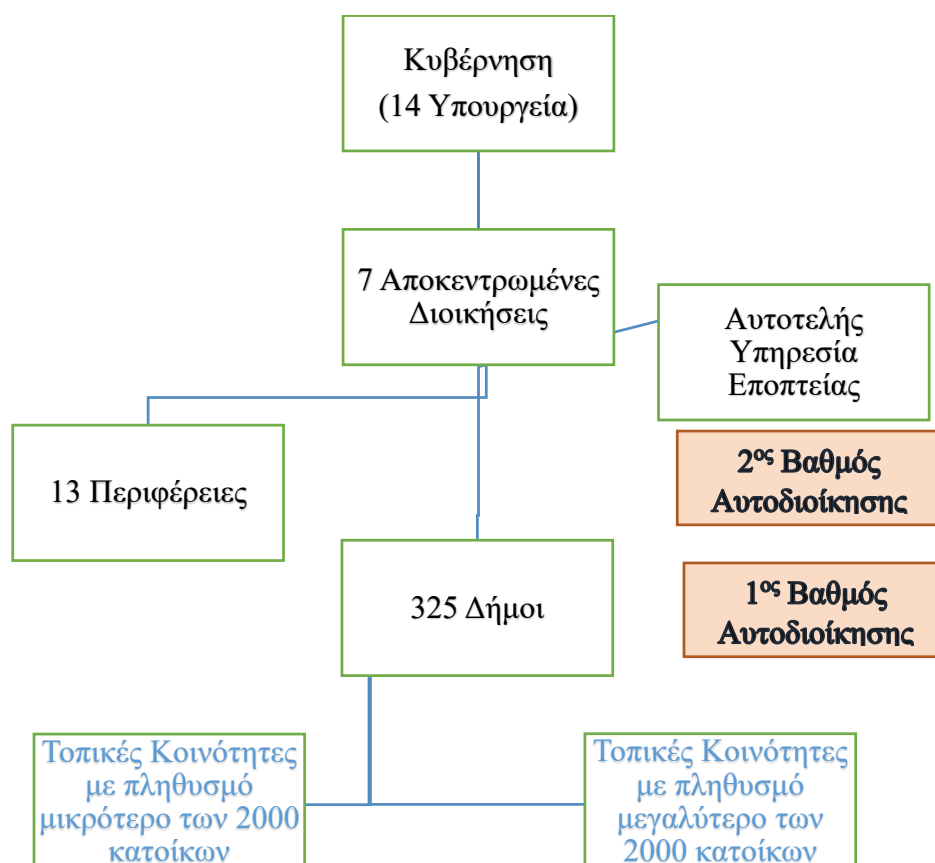 Κυβέρνηση
(14 Υπουργεία)
7 Αποκεντρωμένες
Διοικήσεις
Αυτοτελής
Υπηρεσία
Εποπτείας
13 Περιφέρειες
2ος Βαθμός
Αυτοδιοίκησης
325 Δήμοι
1ος Βαθμός
Αυτοδιοίκησης
Τοπικές Κοινότητες
με πληθυσμό
μικρότερο των 2000
κατοίκων
Τοπικές Κοινότητες
με πληθυσμό
μεγαλύτερο των
2000 κατοίκων